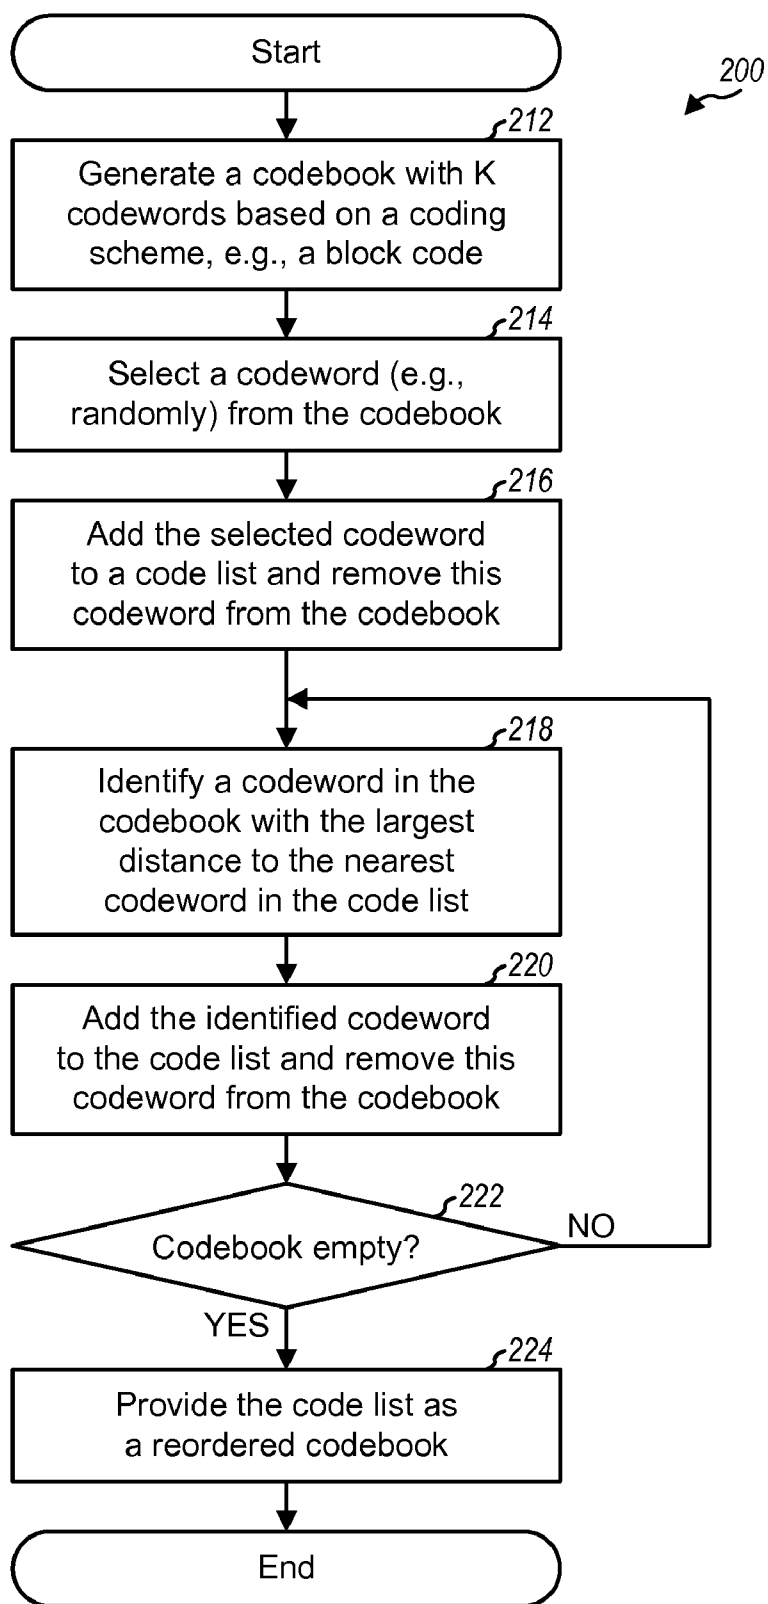 Start
200
212
Generate a codebook with K
codewords based on a coding
scheme, e.g., a block code
214
Select a codeword (e.g.,
randomly) from the codebook
216
Add the selected codeword
to a code list and remove this
codeword from the codebook
218
Identify a codeword in the
codebook with the largest
distance to the nearest
codeword in the code list
220
Add the identified codeword
to the code list and remove this
codeword from the codebook
222
Codebook empty?
NO
YES
224
Provide the code list as
a reordered codebook
End